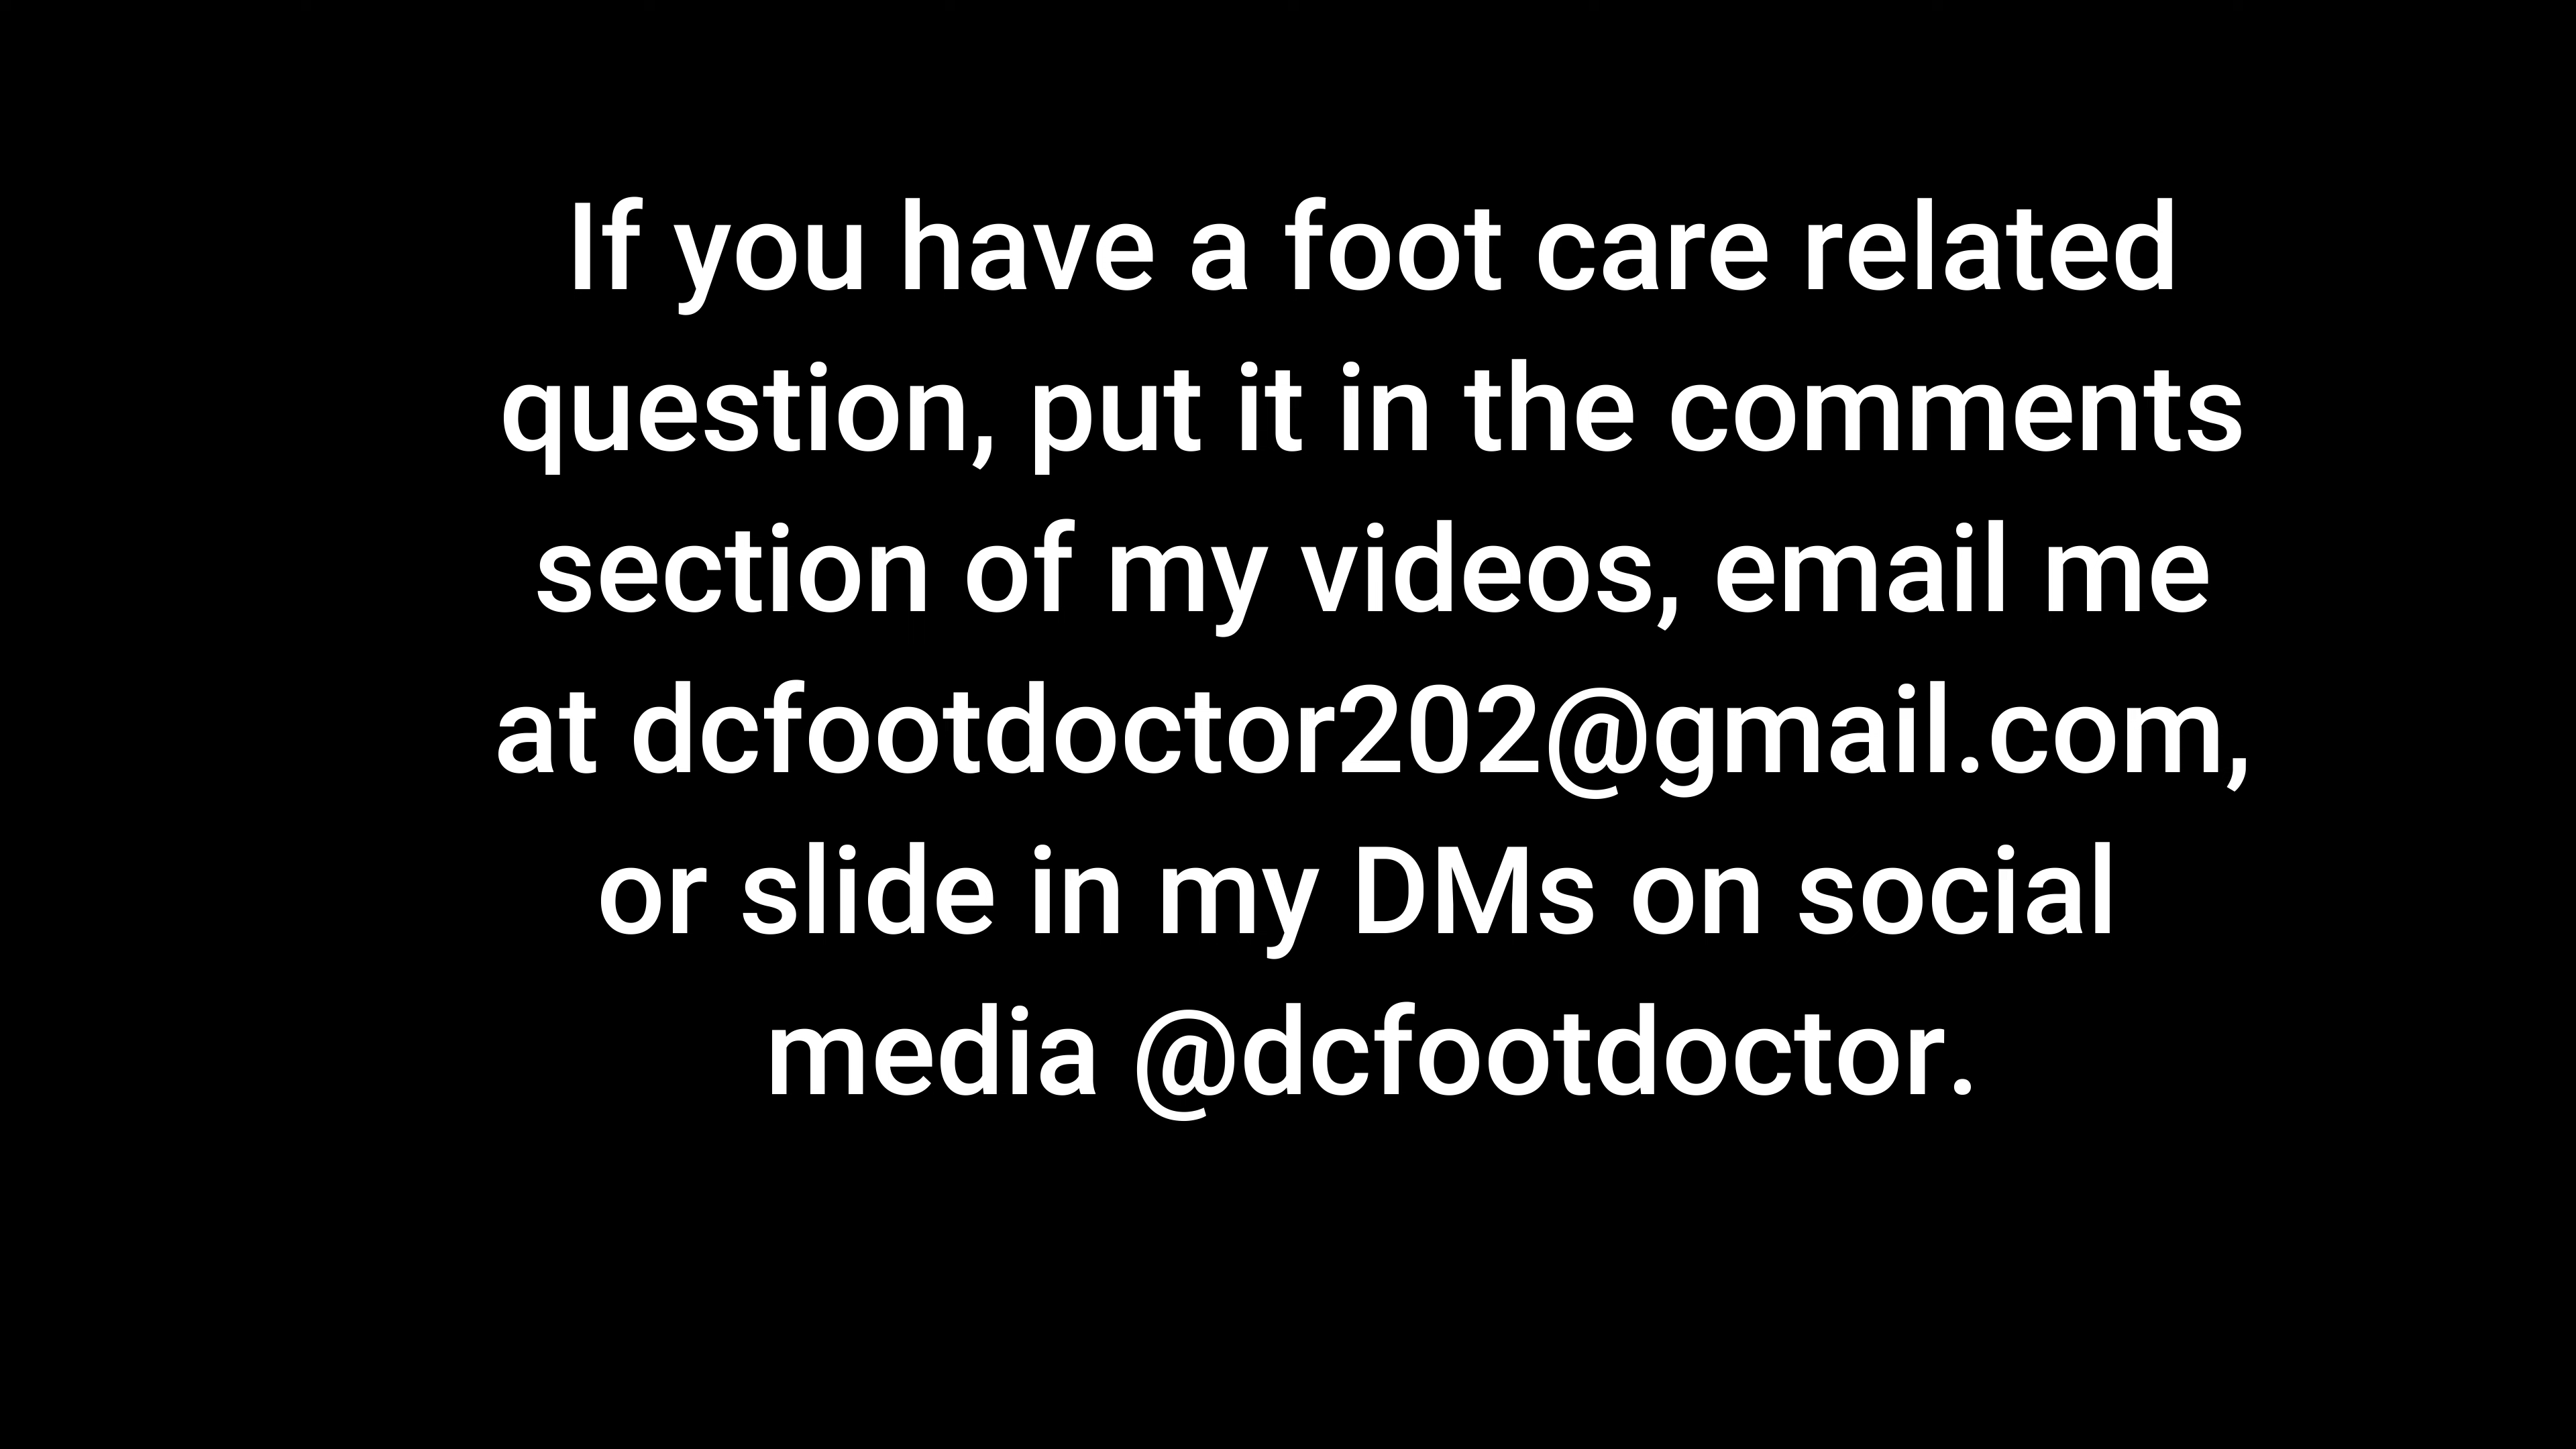 If you have a foot care related
question, put it in the comments
section of my videos, email me
at dcfootdoctor202@gmail.com,
or slide in my DMs on social
media @dcfootdoctor.